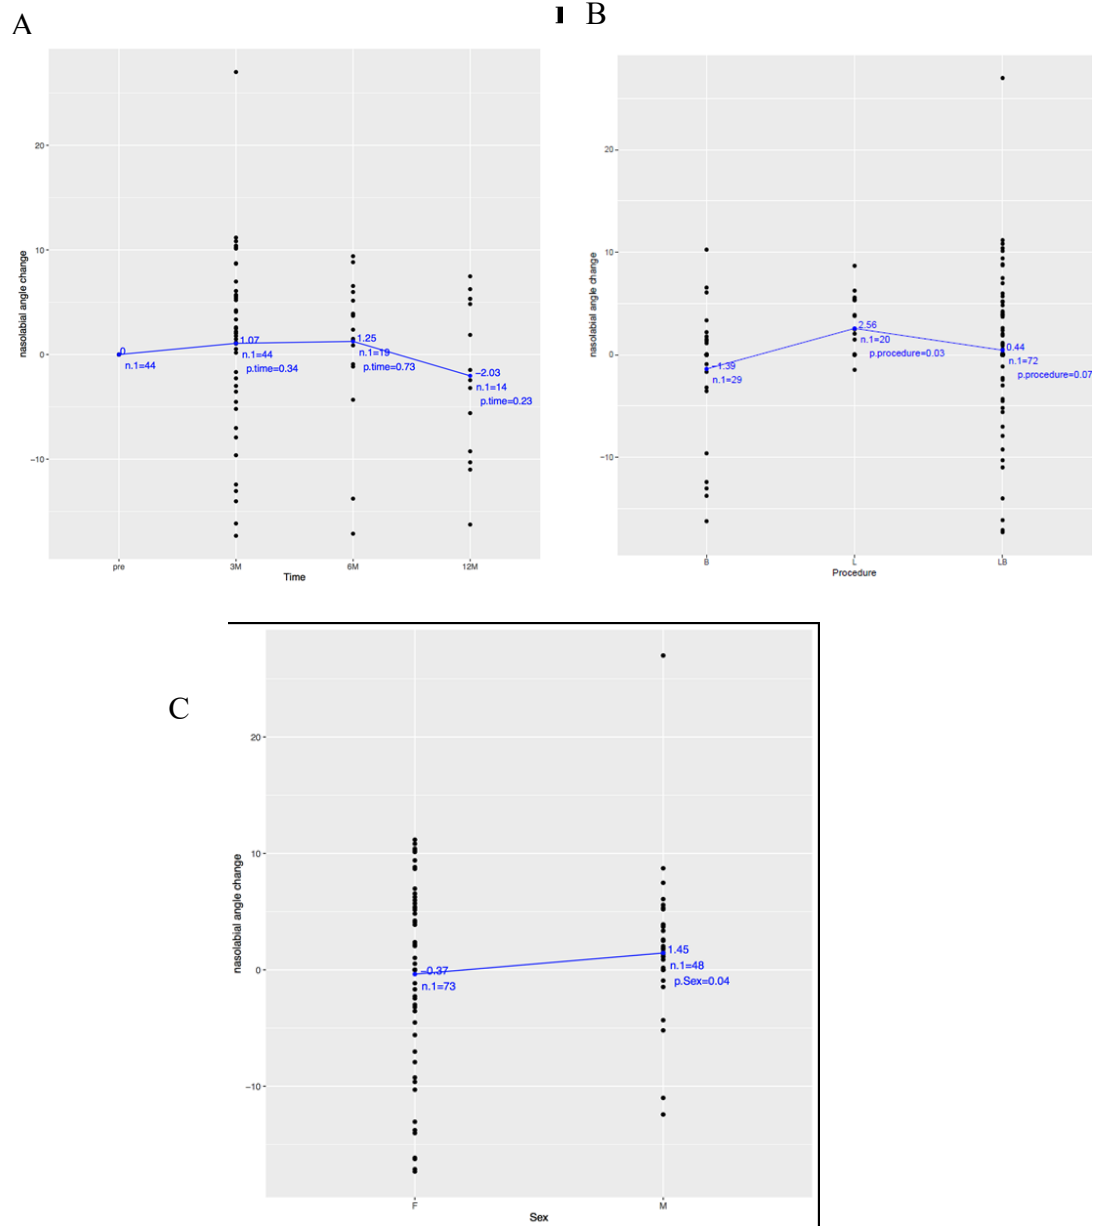 A
B
20
10
0
−10
nasolabial angle change
0
n.1=44
1.07
n.1=44
p.time=0.34
1.25
n.1=19
p.time=0.73
−2.03
n.1=14
p.time=0.23
pre
3M
6M
12M
Time
20
10
0
−10
nasolabial angle change
−1.39
n.1=29
2.56
n.1=20
p.procedure=0.03
0.44
n.1=72
p.procedure=0.07
B
L
LB
Procedure
C
20
10
0
−10
nasolabial angle change
−0.37
n.1=73
1.45
n.1=48
p.Sex=0.04
F
M
Sex